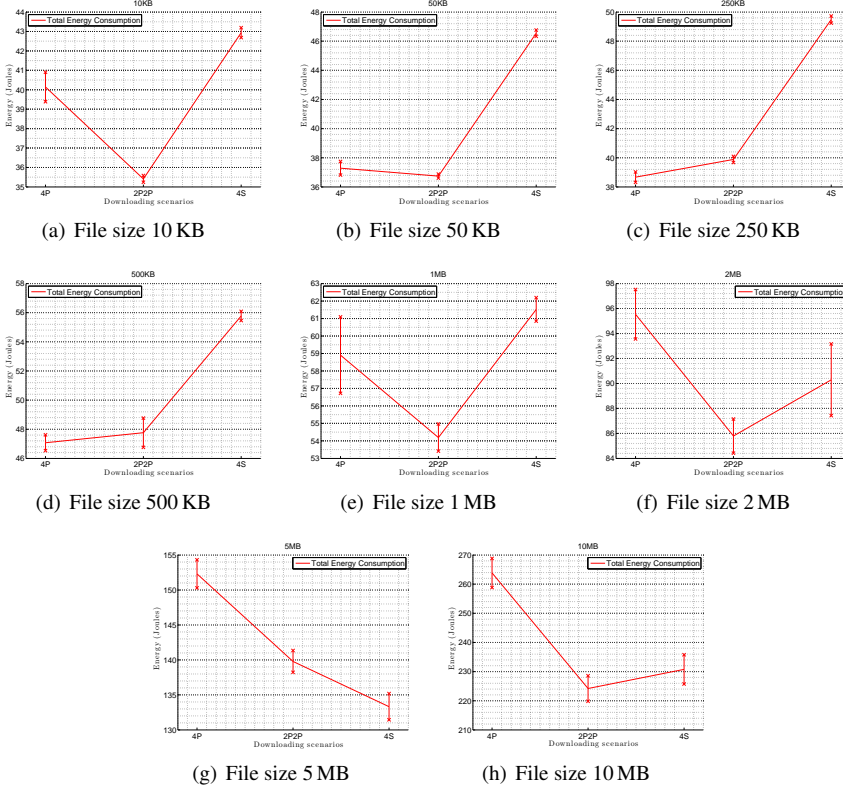 10KB
Total Energy Consumption
Energy (Joules)
44
43
42
41
40
39
38
37
36
35
4P 2P2P 4S
Downloading scenarios
(a) File size 10 KB
50KB
Total Energy Consumption
Energy (Joules)
48
46
44
42
40
38
36
4P 2P2P 4S
Downloading scenarios
(b) File size 50 KB
250KB
Total Energy Consumption
Energy (Joules)
50
48
46
44
42
40
38
4P 2P2P 4S
Downloading scenarios
(c) File size 250 KB
500KB
Total Energy Consumption
Energy (Joules)
58
56
54
52
50
48
46
4P 2P2P 4S
Downloading scenarios
(d) File size 500 KB
1MB
Total Energy Consumption
Energy (Joules)
63
62
61
60
59
58
57
56
55
54
53
4P 2P2P 4S
Downloading scenarios
(e) File size 1 MB
2MB
Total Energy Consumption
Energy (Joules)
98
96
94
92
90
88
86
84
4P 2P2P 4S
Downloading scenarios
(f) File size 2 MB
5MB
Total Energy Consumption
Energy (Joules)
155
150
145
140
135
130
4P 2P2P 4S
Downloading scenarios
(g) File size 5 MB
10MB
Total Energy Consumption
Energy (Joules)
270
260
250
240
230
220
210
4P 2P2P 4S
Downloading scenarios
(h) File size 10 MB